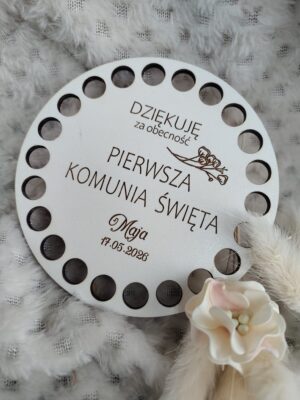 DZIĘKUJĘ
za obecność
PIERWSZA
KOMUNIA ŚWIĘTA
Maja
17.05.2026